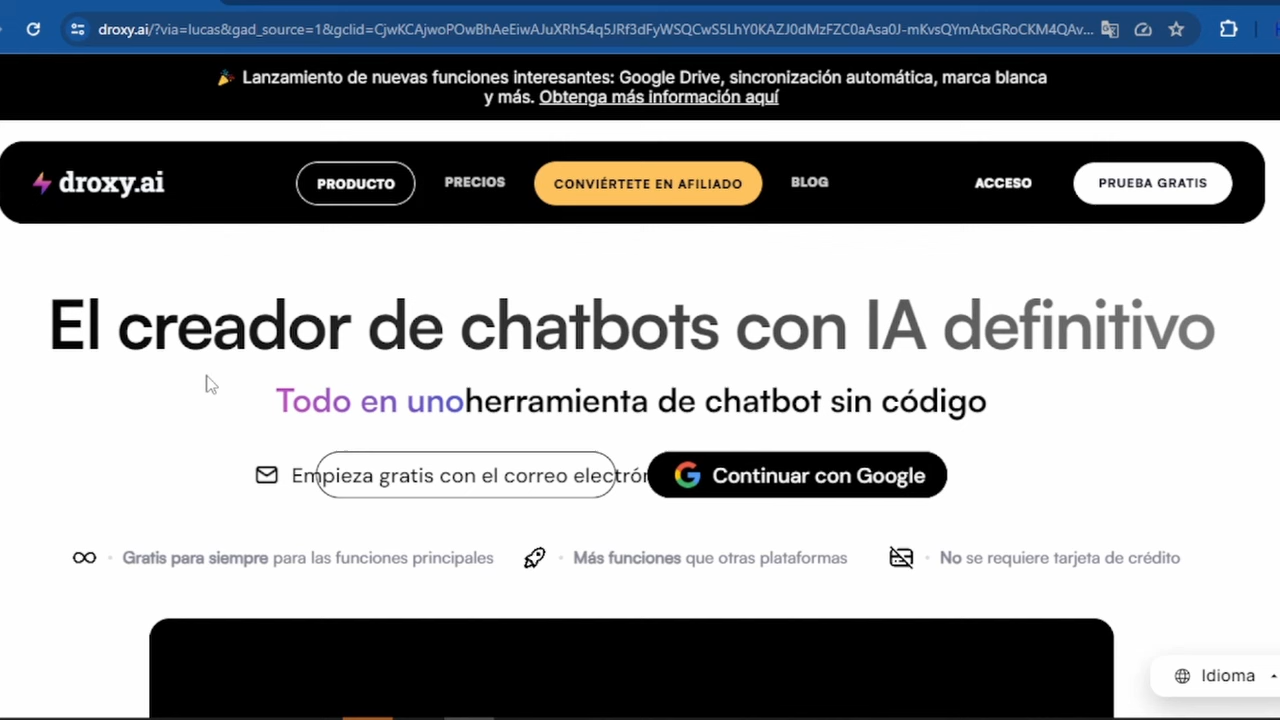 droxy.ai/?via=lucas&gad_source=1&gclid=CjwKCAjwoPOwBhAeEiwAJuXRh54q5JRf3dFyWSQCwS5LhY0KAZJ0dMzFZC0aAsa0J-mKvsQYmAtxGRoCKM4QAv...
Lanzamiento de nuevas funciones interesantes: Google Drive, sincronización automática, marca blanca
y más. Obtenga más información aquí
droxy.ai PRODUCTO PRECIOS CONVIÉRTETE EN AFILIADO BLOG ACCESO PRUEBA GRATIS
El creador de chatbots con IA definitivo
Todo en unoherramienta de chatbot sin código
Empieza gratis con el correo electrón Continuar con Google
Gratis para siempre para las funciones principales Más funciones que otras plataformas No se requiere tarjeta de crédito
Idioma